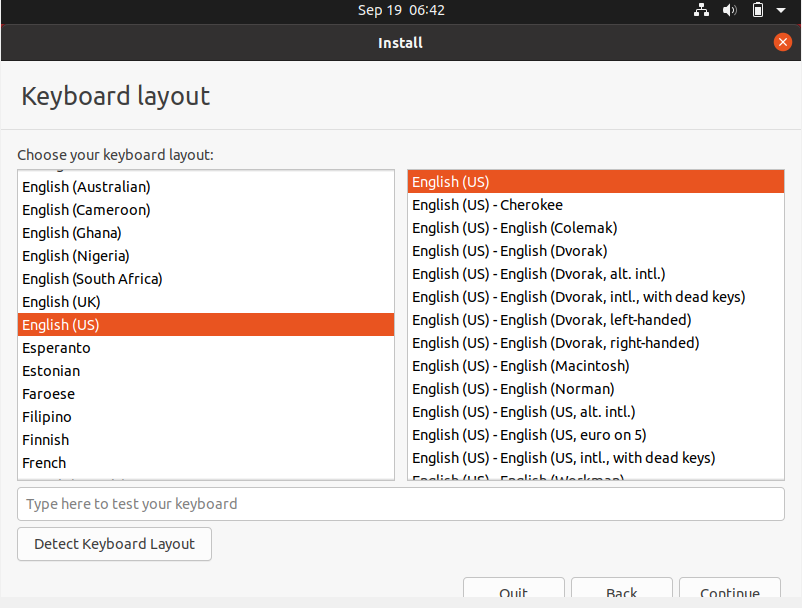 Sep 19 06:42
Install
Keyboard layout
Choose your keyboard layout:
English (Australian)
English (Cameroon)
English (Ghana)
English (Nigeria)
English (South Africa)
English (UK)
English (US)
Esperanto
Estonian
Faroese
Filipino
Finnish
French
English (US)
English (US) - Cherokee
English (US) - English (Colemak)
English (US) - English (Dvorak)
English (US) - English (Dvorak, alt. intl.)
English (US) - English (Dvorak, intl., with dead keys)
English (US) - English (Dvorak, left-handed)
English (US) - English (Dvorak, right-handed)
English (US) - English (Macintosh)
English (US) - English (Norman)
English (US) - English (US, alt. intl.)
English (US) - English (US, euro on 5)
English (US) - English (US, intl., with dead keys)
English (US) - English (Workman)
Type here to test your keyboard
Detect Keyboard Layout
Quit
Back
Continue